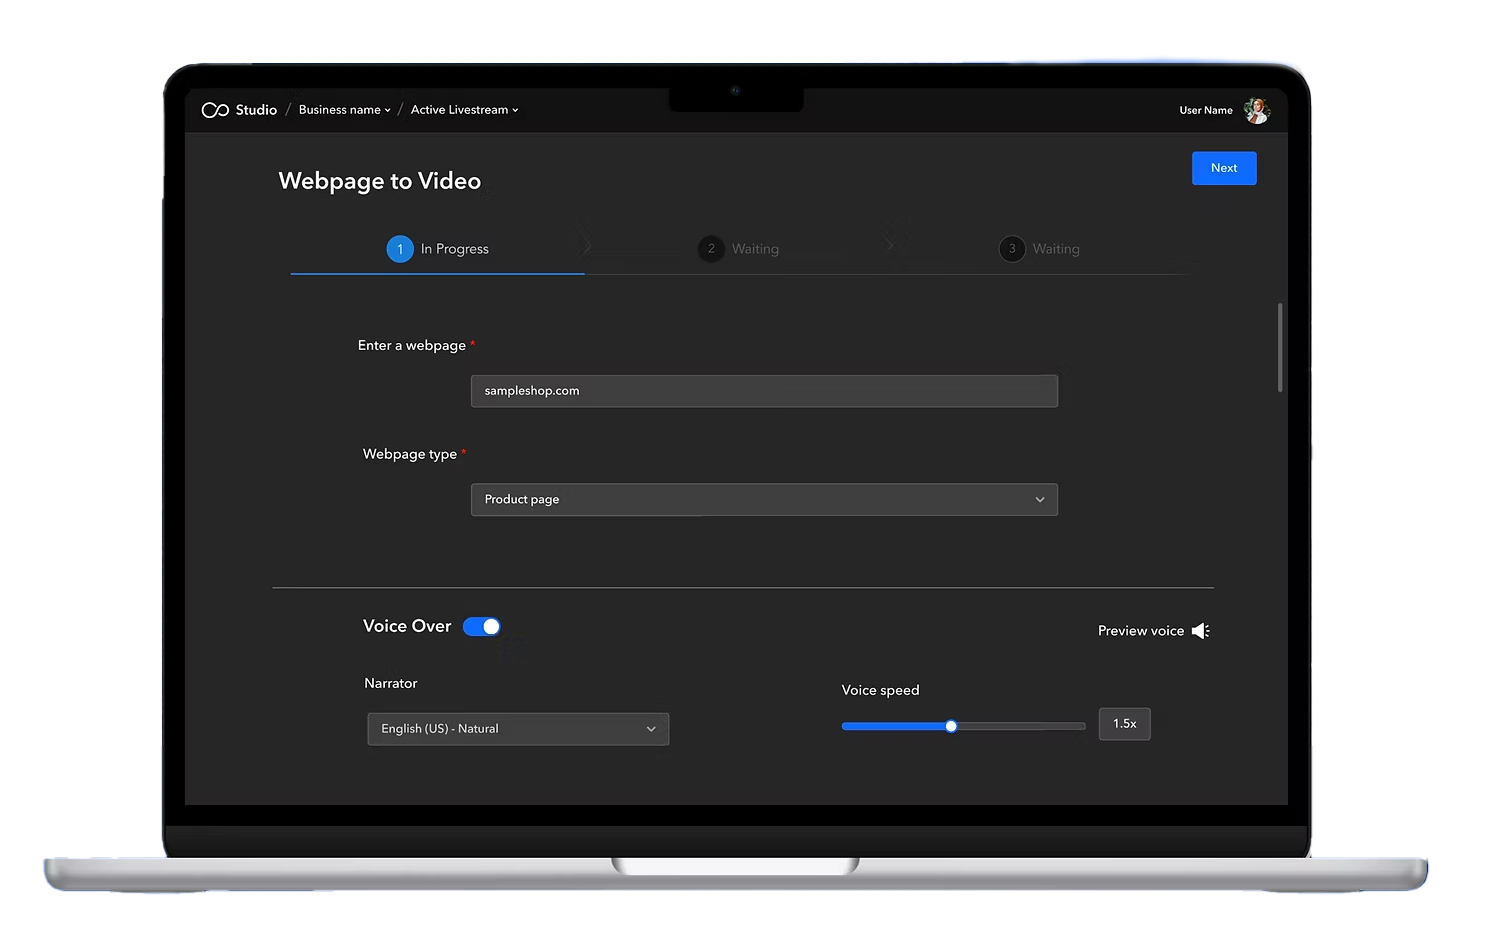 Studio / Business name / Active Livestream
User Name
Webpage to Video
Next
1 In Progress
2 Waiting
3 Waiting
Enter a webpage *
sampleshop.com
Webpage type *
Product page
Voice Over
Preview voice
Narrator
Voice speed
English (US) - Natural
1.5x